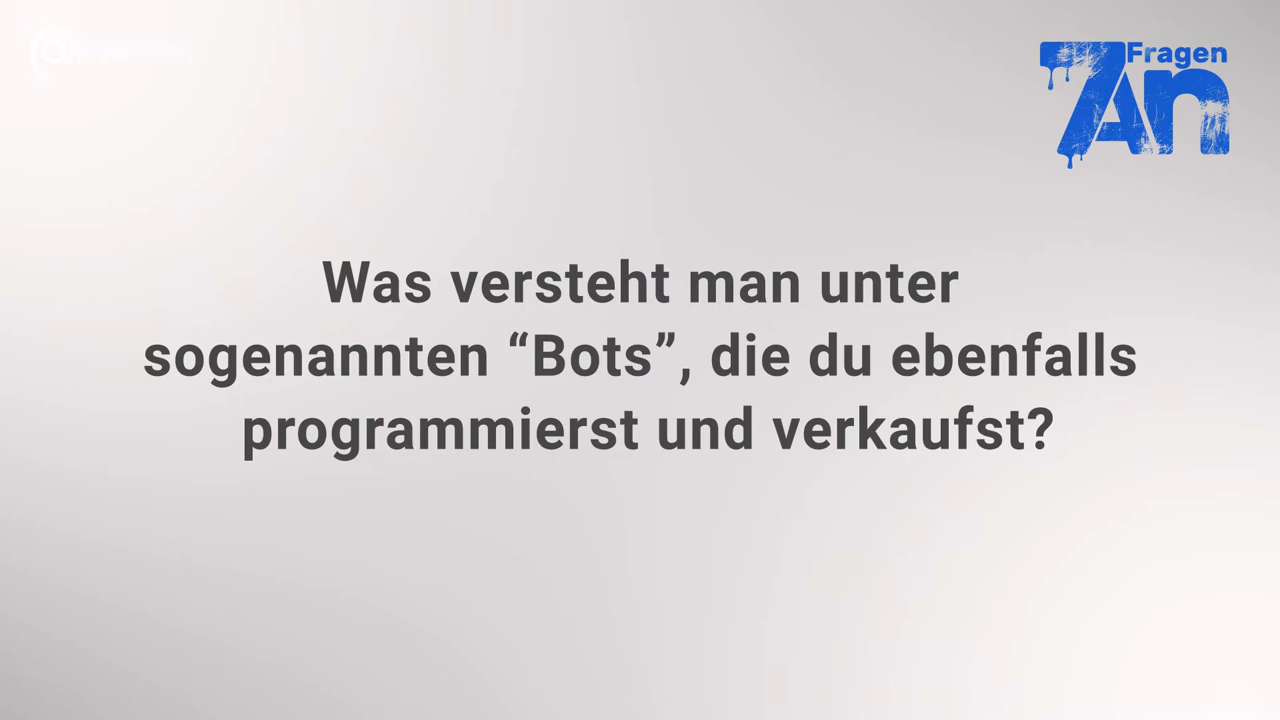 7 Fragen
An
Was versteht man unter
sogenannten “Bots”, die du ebenfalls
programmierst und verkaufst?